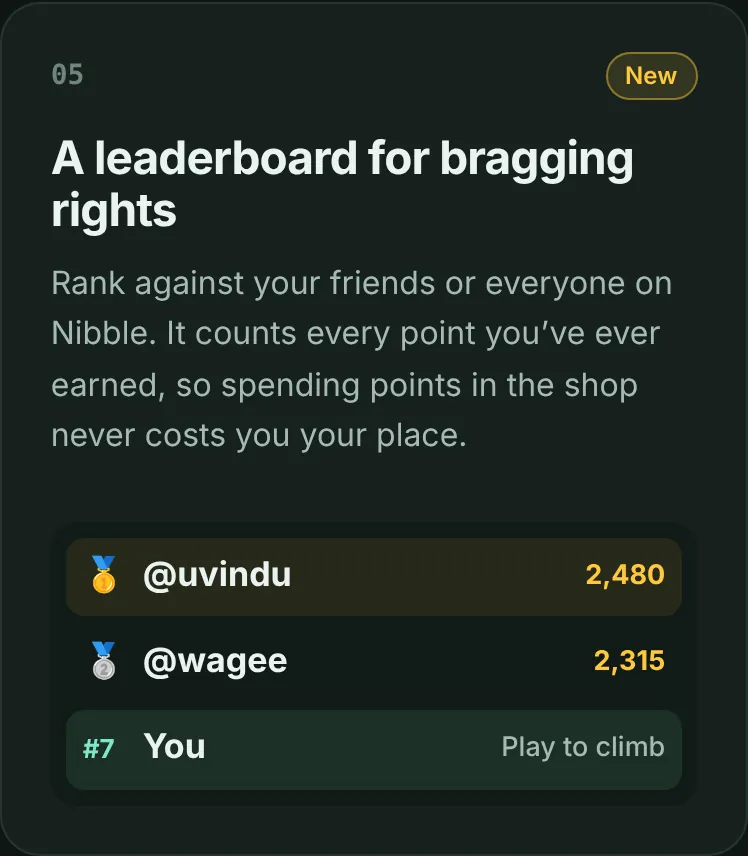 05
New
A leaderboard for bragging
rights
Rank against your friends or everyone on
Nibble. It counts every point you’ve ever
earned, so spending points in the shop
never costs you your place.
🥇 @uvindu 2,480
🥈 @wagee 2,315
#7 You Play to climb